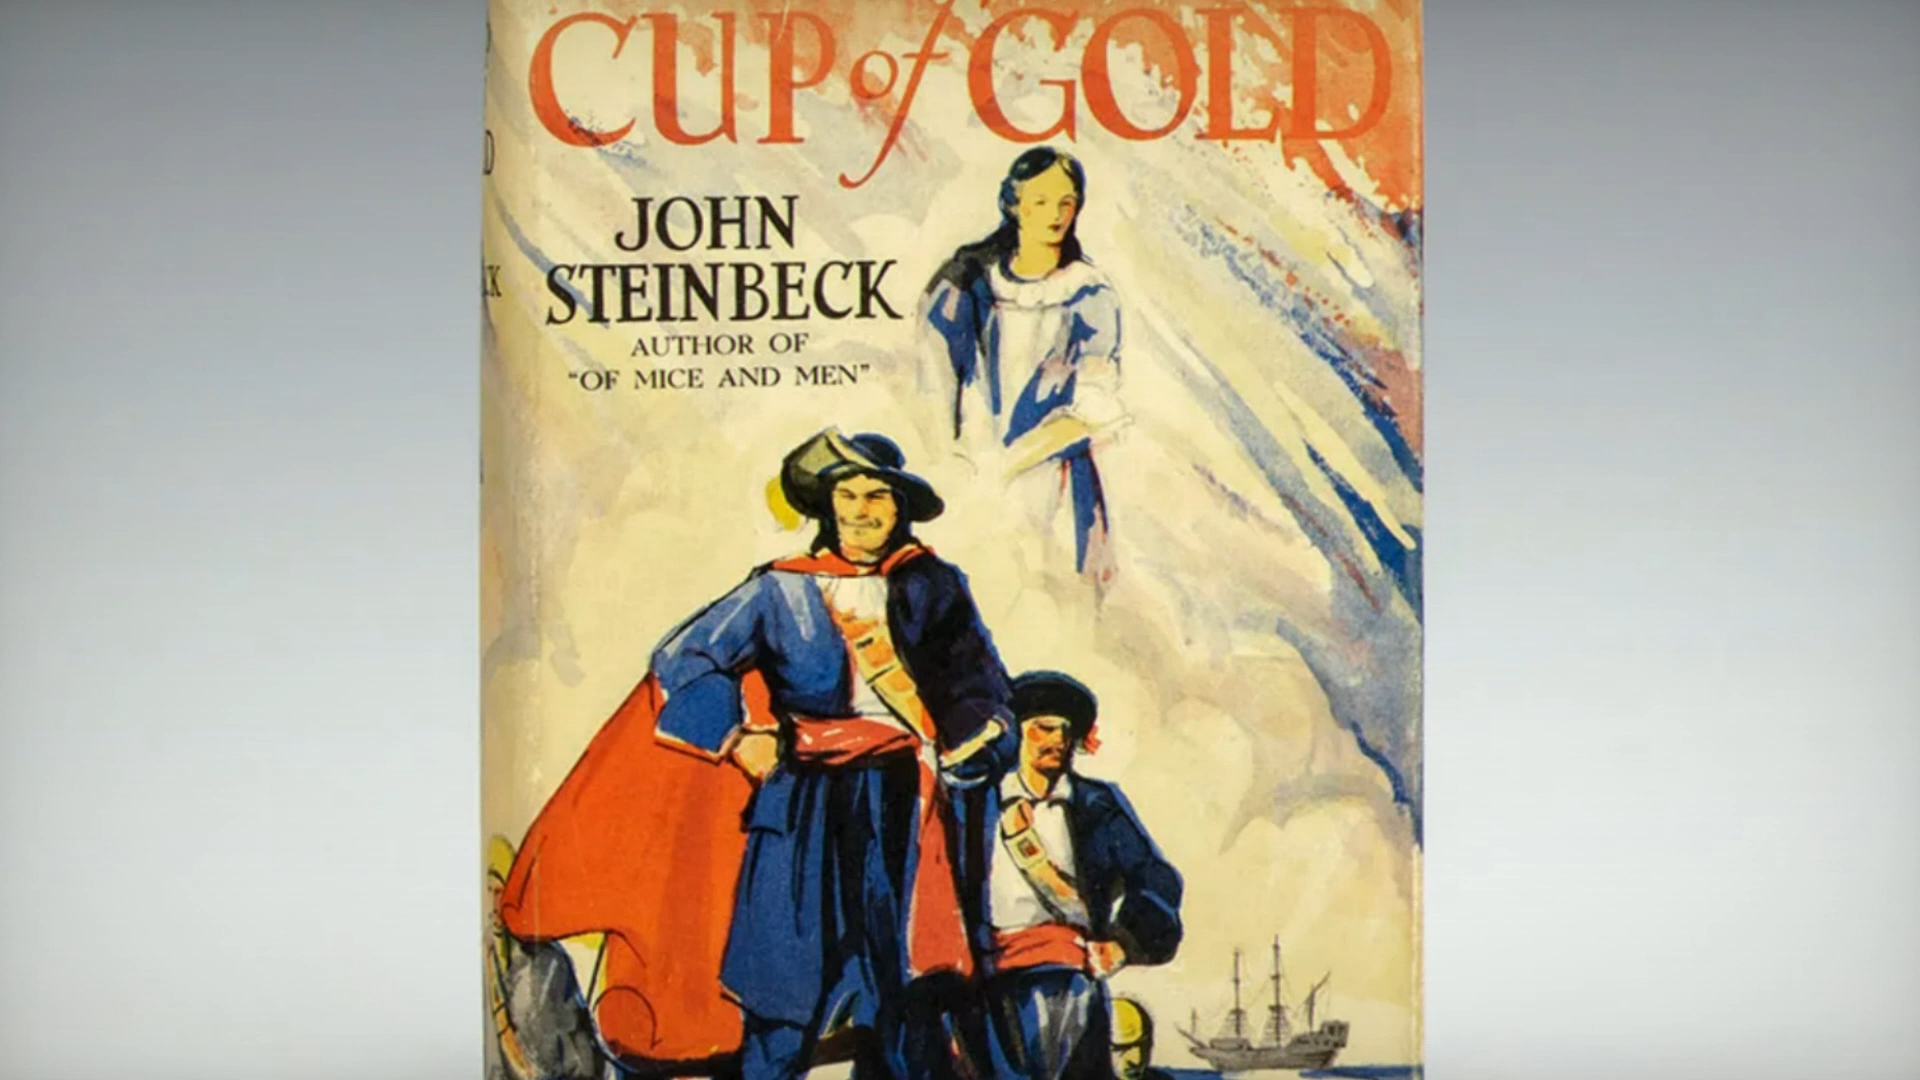 CUP of GOLD
JOHN
STEINBECK
AUTHOR OF
“OF MICE AND MEN”